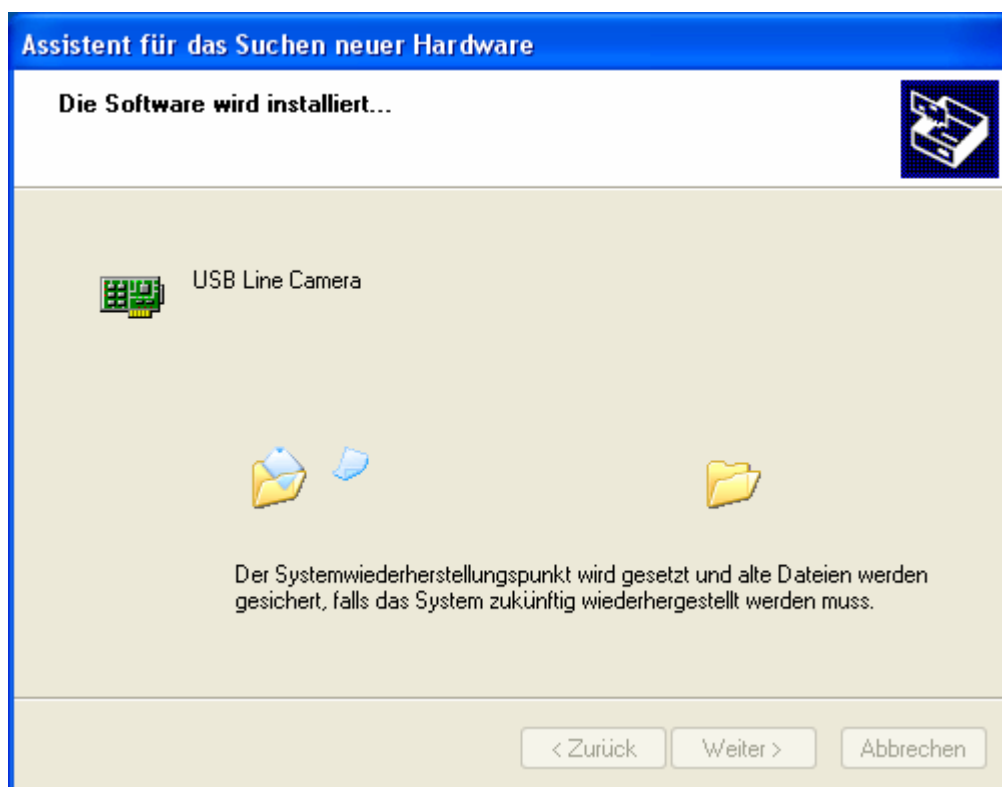 Assistent für das Suchen neuer Hardware
Die Software wird installiert...
USB Line Camera
Der Systemwiederherstellungspunkt wird gesetzt und alte Dateien werden
gesichert, falls das System zukünftig wiederhergestellt werden muss.
< Zurück
Weiter >
Abbrechen